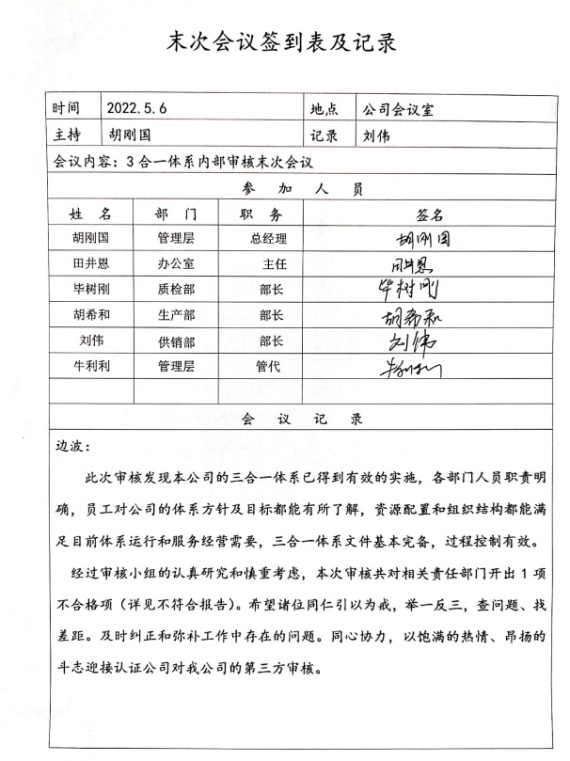 末次会议签到表及记录
时间 2022.5.6 地点 公司会议室
主持 胡刚国 记录 刘伟
会议内容：3合一体系内部审核末次会议
参 加 人 员
姓 名 部 门 职 务 签名
胡刚国 管理层 总经理 胡刚国
田井恩 办公室 主任 田井恩
毕树刚 质检部 部长 毕树刚
胡希和 生产部 部长 胡希和
刘伟 供销部 部长 刘伟
牛利利 管理层 管代 牛利利
会 议 记 录
边波：
此次审核发现本公司的三合一体系已得到有效的实施，各部门人员职责明
确，员工对公司的体系方针及目标都能有所了解，资源配置和组织结构都能满
足目前体系运行和服务经营需要，三合一体系文件基本完备，过程控制有效。
经过审核小组的认真研究和慎重考虑，本次审核共对相关责任部门开出 1 项
不合格项（详见不符合报告）。希望诸位同仁引以为戒，举一反三，查问题、找
差距。及时纠正和弥补工作中存在的问题。同心协力，以饱满的热情、昂扬的
斗志迎接认证公司对我公司的第三方审核。